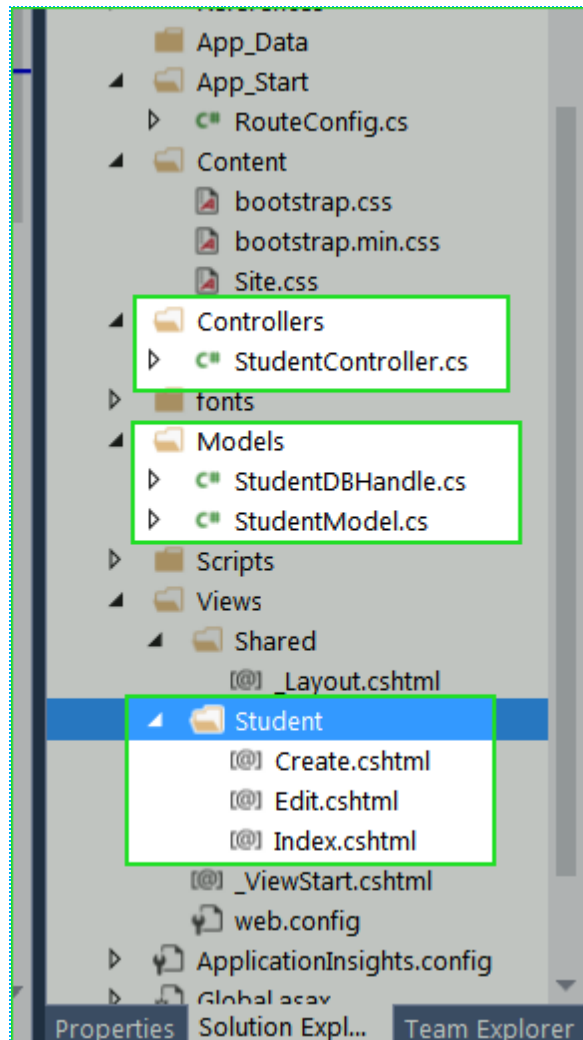 References
App_Data
App_Start
C# RouteConfig.cs
Content
bootstrap.css
bootstrap.min.css
Site.css
Controllers
C# StudentController.cs
fonts
Models
C# StudentDBHandle.cs
C# StudentModel.cs
Scripts
Views
Shared
[@] _Layout.cshtml
Student
[@] Create.cshtml
[@] Edit.cshtml
[@] Index.cshtml
[@] _ViewStart.cshtml
web.config
ApplicationInsights.config
Global.asax
Properties Solution Expl... Team Explorer